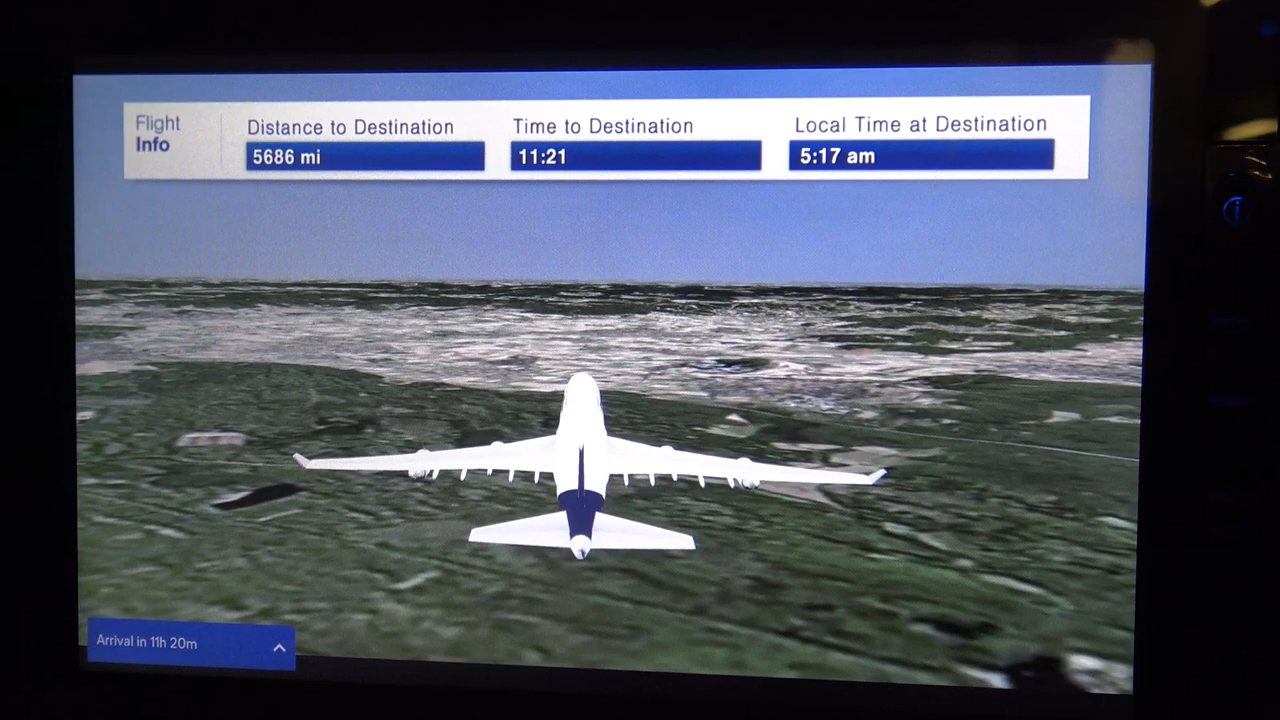 Flight
Info
Distance to Destination
5686 mi
Time to Destination
11:21
Local Time at Destination
5:17 am
i
Arrival in 11h 20m